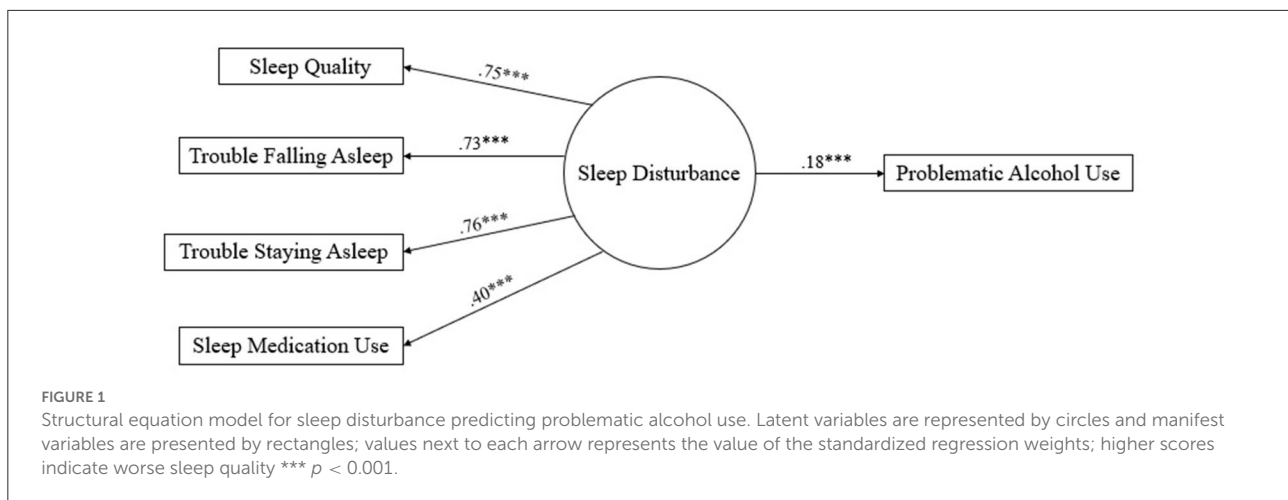 Sleep Quality
.75***
Trouble Falling Asleep
.73***
Trouble Staying Asleep
.76***
Sleep Medication Use
.40***
Sleep Disturbance
.18***
Problematic Alcohol Use
FIGURE 1
Structural equation model for sleep disturbance predicting problematic alcohol use. Latent variables are represented by circles and manifest
variables are presented by rectangles; values next to each arrow represents the value of the standardized regression weights; higher scores
indicate worse sleep quality *** p < 0.001.